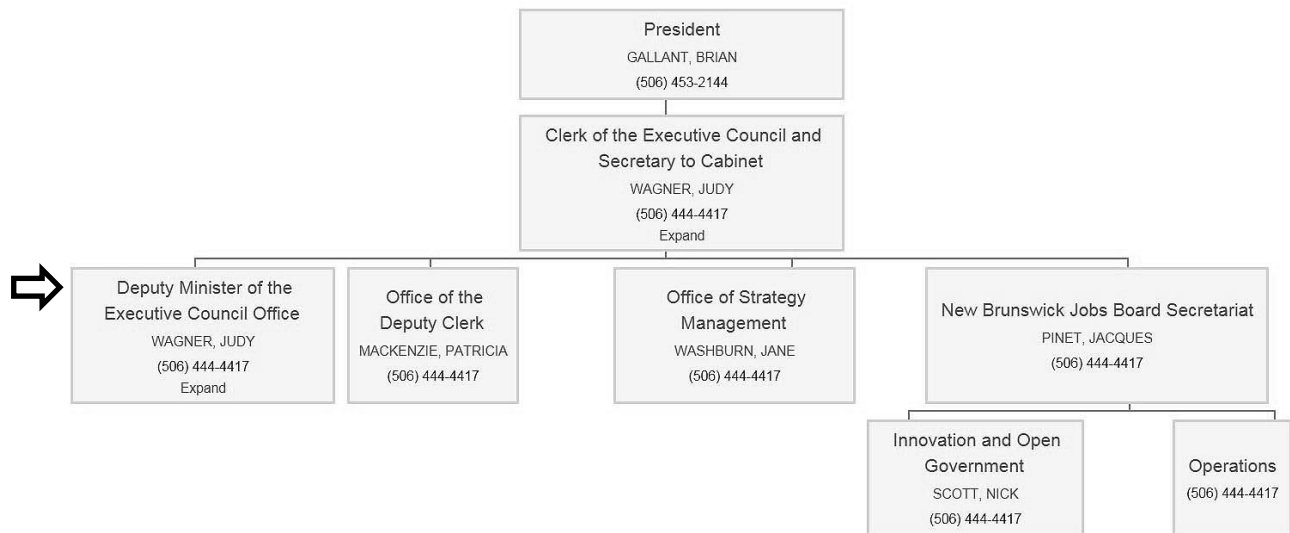 President
GALLANT, BRIAN
(506) 453-2144
Clerk of the Executive Council and
Secretary to Cabinet
WAGNER, JUDY
(506) 444-4417
Expand
Deputy Minister of the
Executive Council Office
WAGNER, JUDY
(506) 444-4417
Expand
Office of the
Deputy Clerk
MACKENZIE, PATRICIA
(506) 444-4417
Office of Strategy
Management
WASHBURN, JANE
(506) 444-4417
New Brunswick Jobs Board Secretariat
PINET, JACQUES
(506) 444-4417
Innovation and Open
Government
SCOTT, NICK
(506) 444-4417
Operations
(506) 444-4417